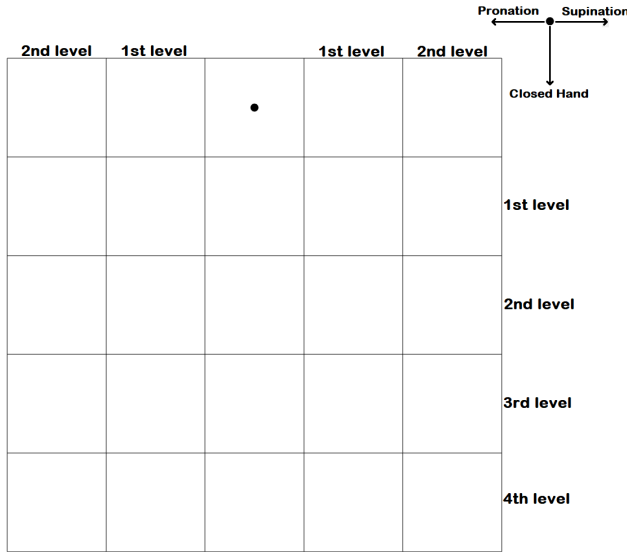 Pronation Supination
Closed Hand
2nd level 1st level 1st level 2nd level
1st level
2nd level
3rd level
4th level